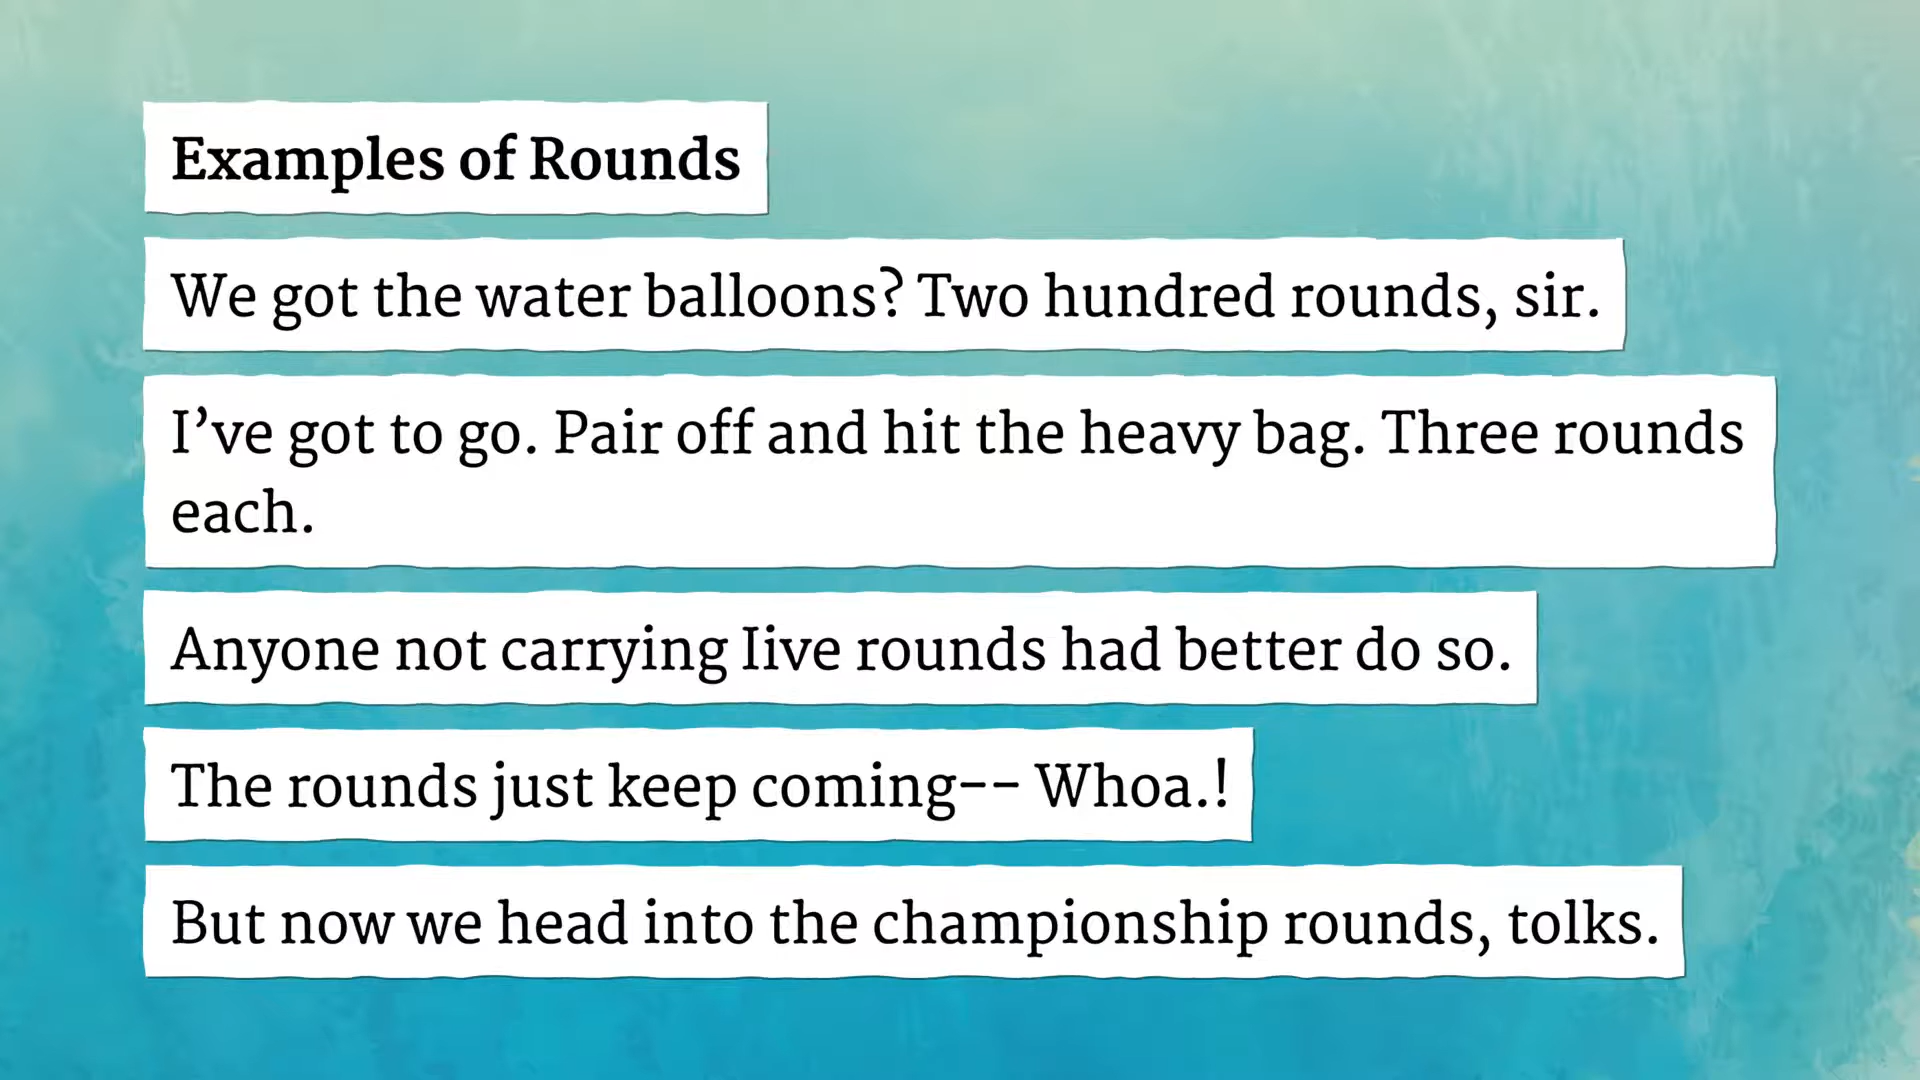 Examples of Rounds
We got the water balloons? Two hundred rounds, sir.
I’ve got to go. Pair off and hit the heavy bag. Three rounds
each.
Anyone not carrying Iive rounds had better do so.
The rounds just keep coming-- Whoa.!
But now we head into the championship rounds, tolks.